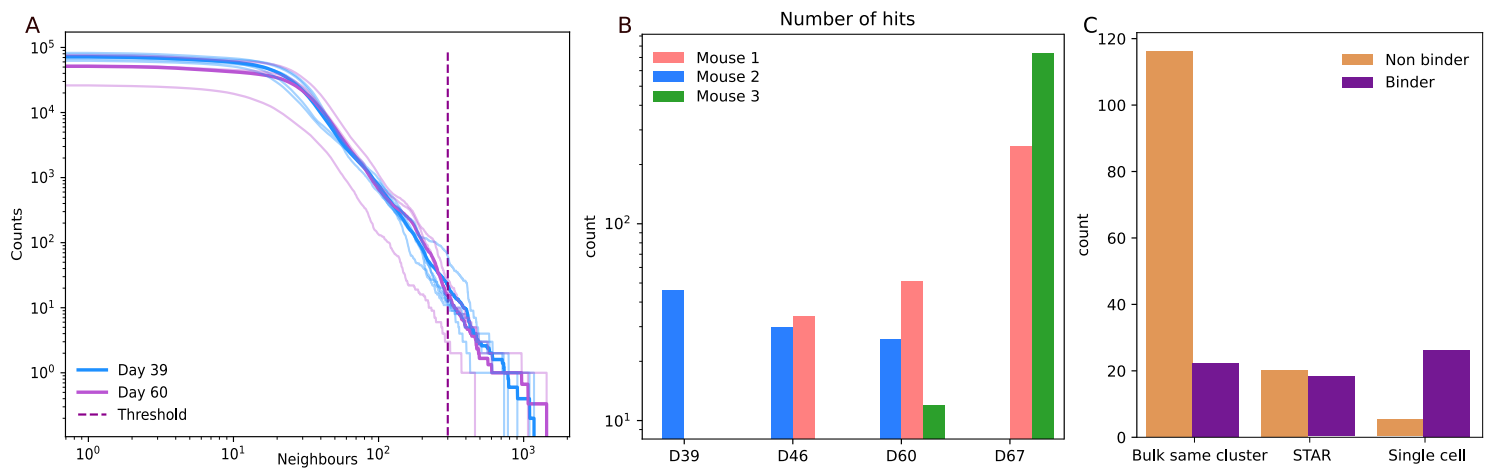 A
10^5
10^4
10^3
10^2
10^1
10^0
Counts
Day 39
Day 60
Threshold
10^0
10^1
10^2
10^3
Neighbours
B
Number of hits
Mouse 1
Mouse 2
Mouse 3
10^2
10^1
count
D39
D46
D60
D67
C
Non binder
Binder
120
100
80
60
40
20
0
count
Bulk same cluster
STAR
Single cell